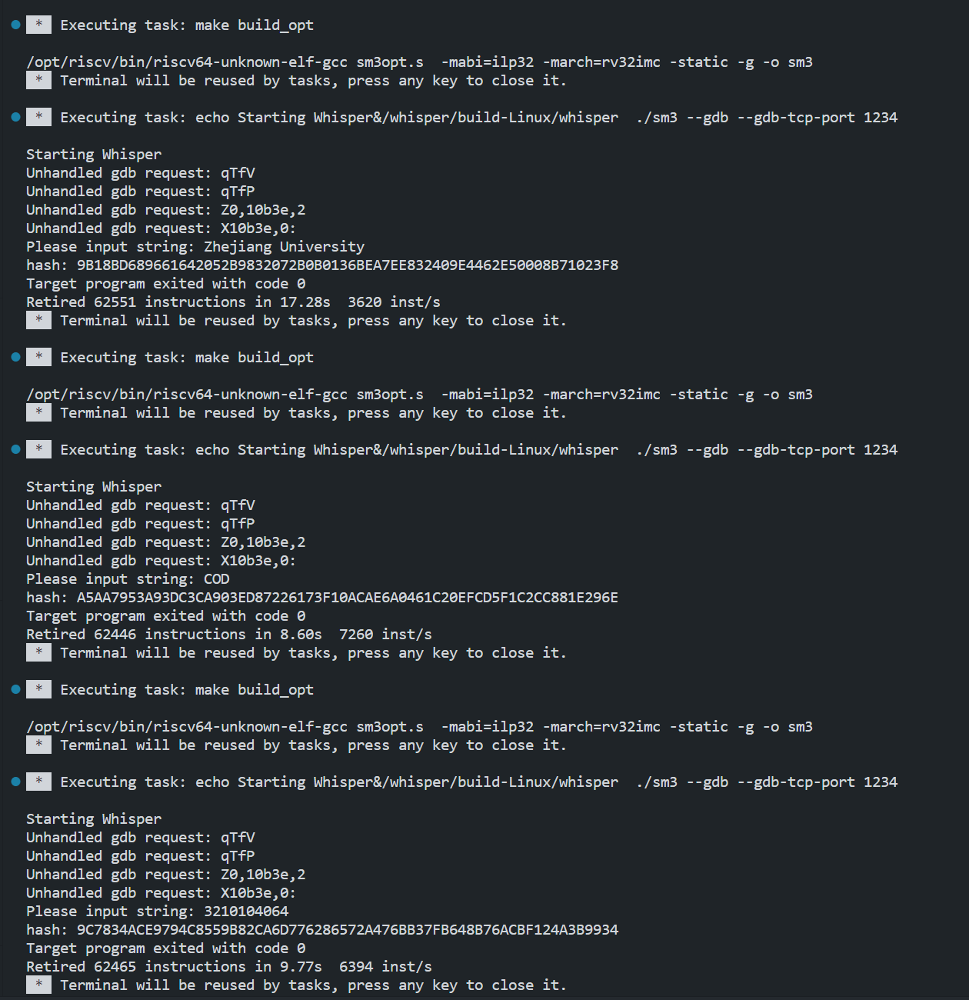 * Executing task: make build_opt
/opt/riscv/bin/riscv64-unknown-elf-gcc sm3opt.s  -mabi=ilp32 -march=rv32imc -static -g -o sm3
* Terminal will be reused by tasks, press any key to close it.
* Executing task: echo Starting Whisper&/whisper/build-Linux/whisper  ./sm3 --gdb --gdb-tcp-port 1234
Starting Whisper
Unhandled gdb request: qTfV
Unhandled gdb request: qTfP
Unhandled gdb request: Z0,10b3e,2
Unhandled gdb request: X10b3e,0:
Please input string: Zhejiang University
hash: 9B18BD689661642052B9832072B0B0136BEA7EE832409E4462E50008B71023F8
Target program exited with code 0
Retired 62551 instructions in 17.28s  3620 inst/s
* Terminal will be reused by tasks, press any key to close it.
* Executing task: make build_opt
/opt/riscv/bin/riscv64-unknown-elf-gcc sm3opt.s  -mabi=ilp32 -march=rv32imc -static -g -o sm3
* Terminal will be reused by tasks, press any key to close it.
* Executing task: echo Starting Whisper&/whisper/build-Linux/whisper  ./sm3 --gdb --gdb-tcp-port 1234
Starting Whisper
Unhandled gdb request: qTfV
Unhandled gdb request: qTfP
Unhandled gdb request: Z0,10b3e,2
Unhandled gdb request: X10b3e,0:
Please input string: COD
hash: A5AA7953A93DC3CA903ED87226173F10ACAE6A0461C20EFCD5F1C2CC881E296E
Target program exited with code 0
Retired 62446 instructions in 8.60s  7260 inst/s
* Terminal will be reused by tasks, press any key to close it.
* Executing task: make build_opt
/opt/riscv/bin/riscv64-unknown-elf-gcc sm3opt.s  -mabi=ilp32 -march=rv32imc -static -g -o sm3
* Terminal will be reused by tasks, press any key to close it.
* Executing task: echo Starting Whisper&/whisper/build-Linux/whisper  ./sm3 --gdb --gdb-tcp-port 1234
Starting Whisper
Unhandled gdb request: qTfV
Unhandled gdb request: qTfP
Unhandled gdb request: Z0,10b3e,2
Unhandled gdb request: X10b3e,0:
Please input string: 3210104064
hash: 9C7834ACE9794C8559B82CA6D776286572A476BB37FB648B76ACBF124A3B9934
Target program exited with code 0
Retired 62465 instructions in 9.77s  6394 inst/s
* Terminal will be reused by tasks, press any key to close it.